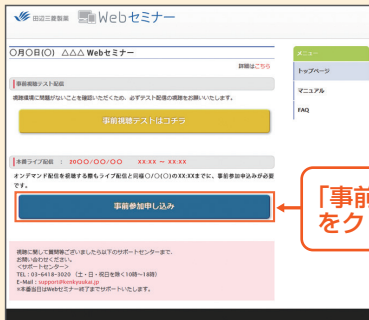 田辺三菱製薬 Webセミナー
〇月〇日(〇) △△△ Webセミナー
詳細はこちら
事前視聴テスト配信
視聴環境に問題がないことを確認いただくため、必ずテスト配信の視聴をお願いいたします。
事前視聴テストはコチラ
本番ライブ配信 : 20〇〇/〇〇/〇〇 XX:XX ~ XX:XX
オンデマンド配信を視聴する際もライブ配信と同様〇/〇(〇)のXX:XXまでに、事前参加申込みが必要
です。
事前参加申し込み
視聴に関して質問等ございましたら以下のサポートセンターまで、
お問い合わせください。
<サポートセンター>
TEL:03-6418-3020 (土・日・祝日を除く10時~18時)
E-Mail:support@kenkyuukai.jp
※本番当日はWebセミナー終了までサポートいたします。
メニュー
トップページ
マニュアル
FAQ
「事前
をク